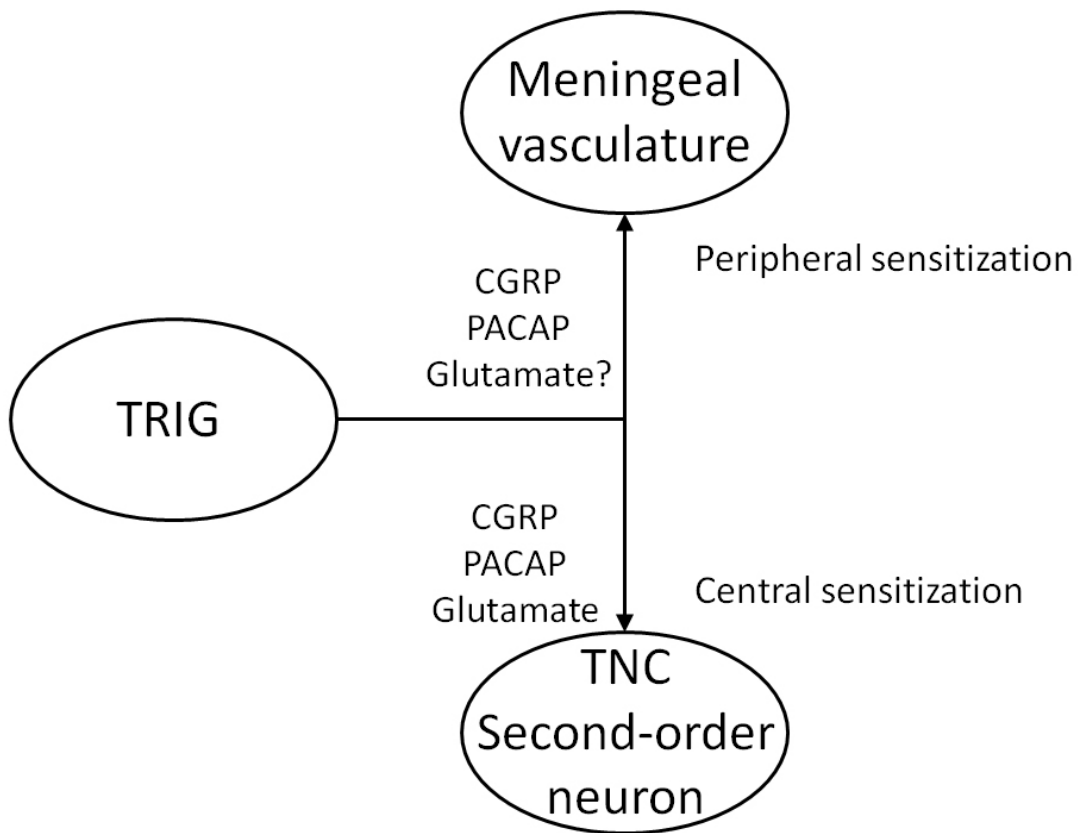 Meningeal
vasculature
Peripheral sensitization
CGRP
PACAP
Glutamate?
TRIG
CGRP
PACAP
Glutamate
Central sensitization
TNC
Second-order
neuron